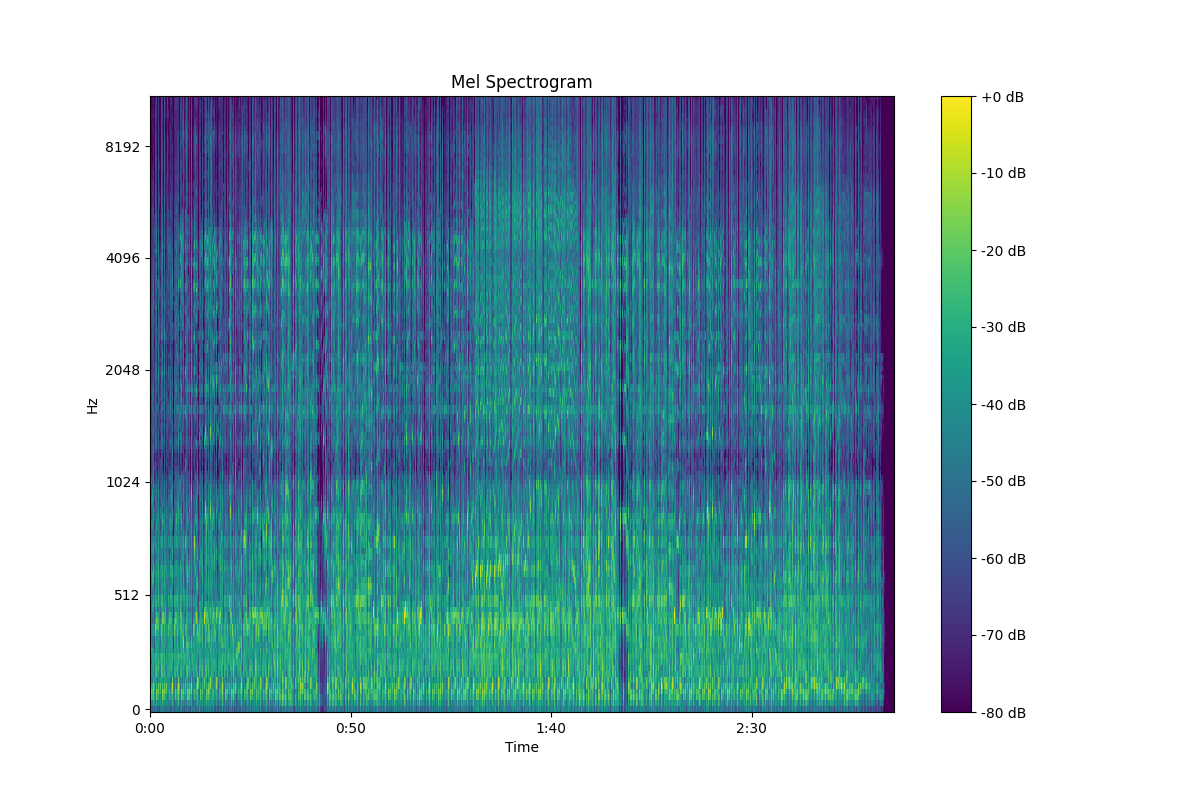 Mel Spectrogram
8192
4096
2048
1024
512
0
Hz
0:00
0:50
1:40
2:30
Time
+0 dB
-10 dB
-20 dB
-30 dB
-40 dB
-50 dB
-60 dB
-70 dB
-80 dB